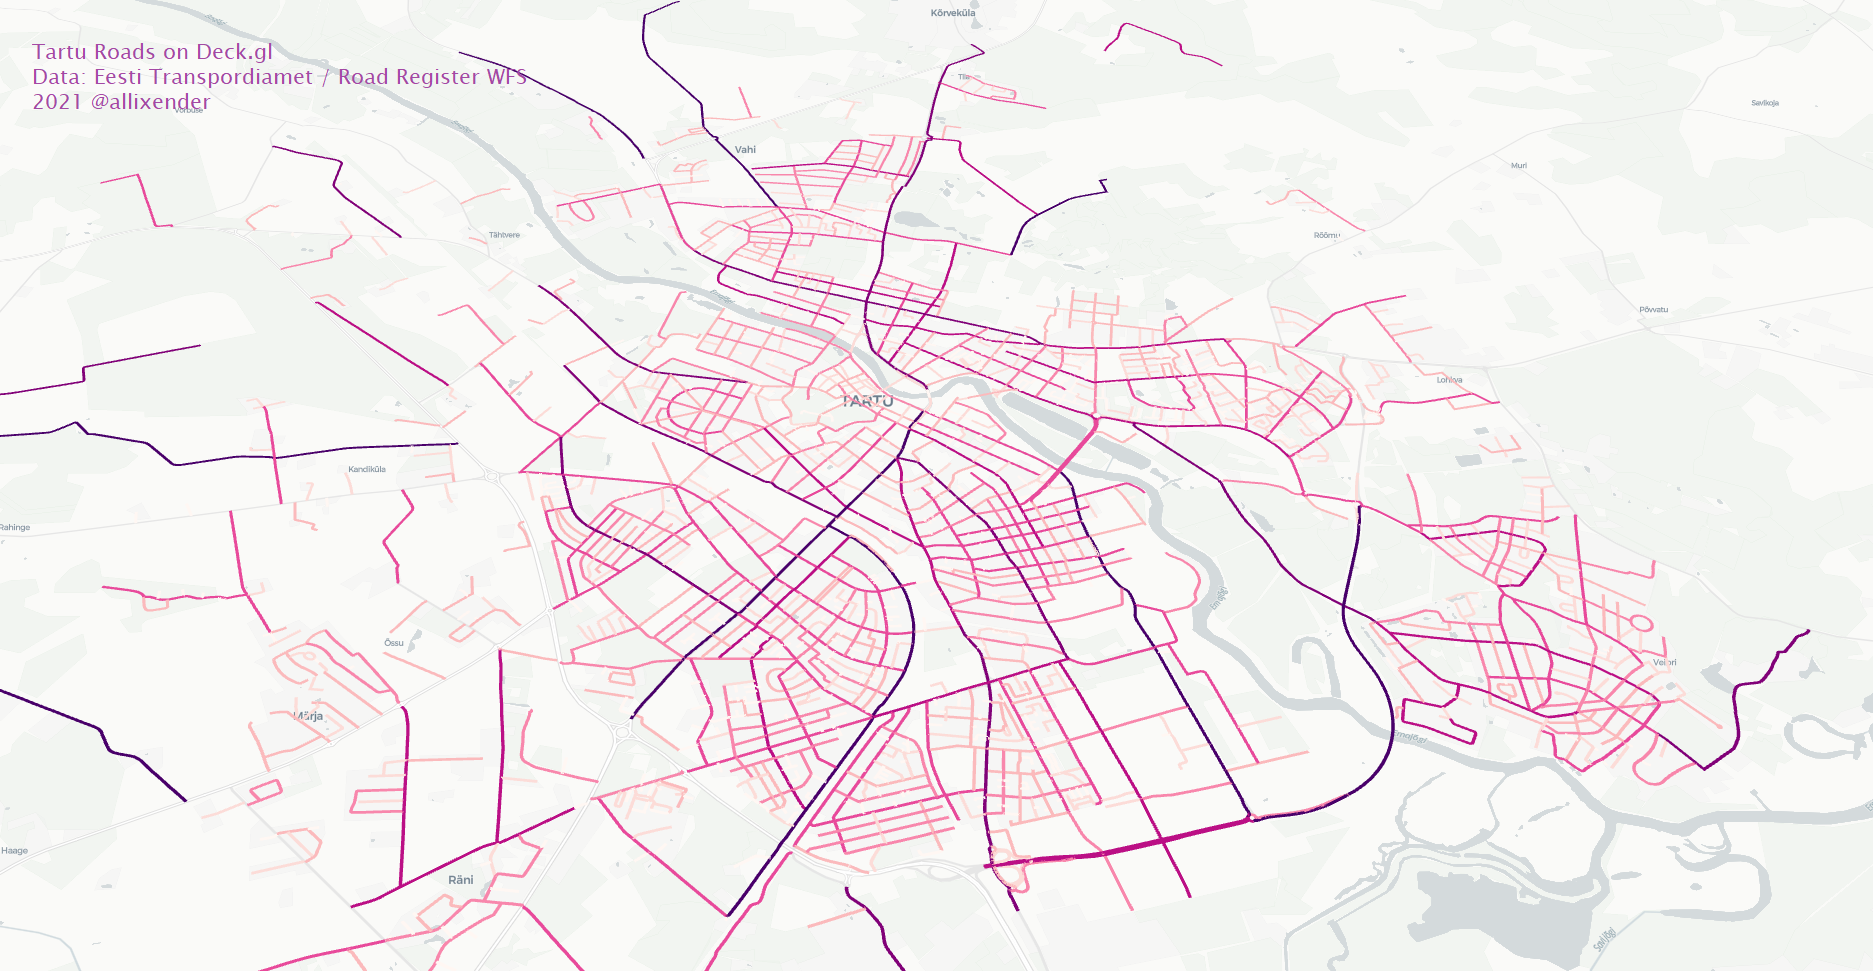 Tartu Roads on Deck.gl
Data: Eesti Transpordiamet / Road Register WFS
2021 @allixender
Kõrveküla
Tila
Vorbuse
Savikoja
Vahi
Muri
Tähtvere
Rõõmu
Põvvatu
Lohkva
TARTU
Kandiküla
Rahinge
Emajõgi
Õssu
Märja
Emajõgi
Haage
Räni